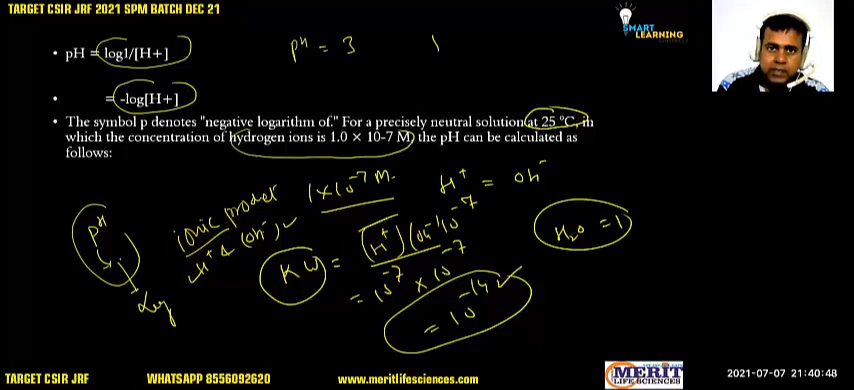 TARGET CSIR JRF 2021 SPM BATCH DEC 21
SMART
LEARNING
• pH = log1/[H+]
pH = 3
• = -log[H+]
• The symbol p denotes "negative logarithm of." For a precisely neutral solution at 25 °C, in
which the concentration of hydrogen ions is 1.0 × 10-7 M, the pH can be calculated as
follows:
ionic product
1×10⁻⁷ M.
H⁺ = OH⁻
pH
H⁺ & (OH⁻)
Kw = (H⁺)(OH⁻)
10⁻⁷
H₂O = 1
= 10⁻⁷ × 10⁻⁷
= 10⁻¹⁴
Log
TARGET CSIR JRF
WHATSAPP 8556092620
www.meritlifesciences.com
MERIT
LIFE SCIENCES
2021-07-07 21:40:48